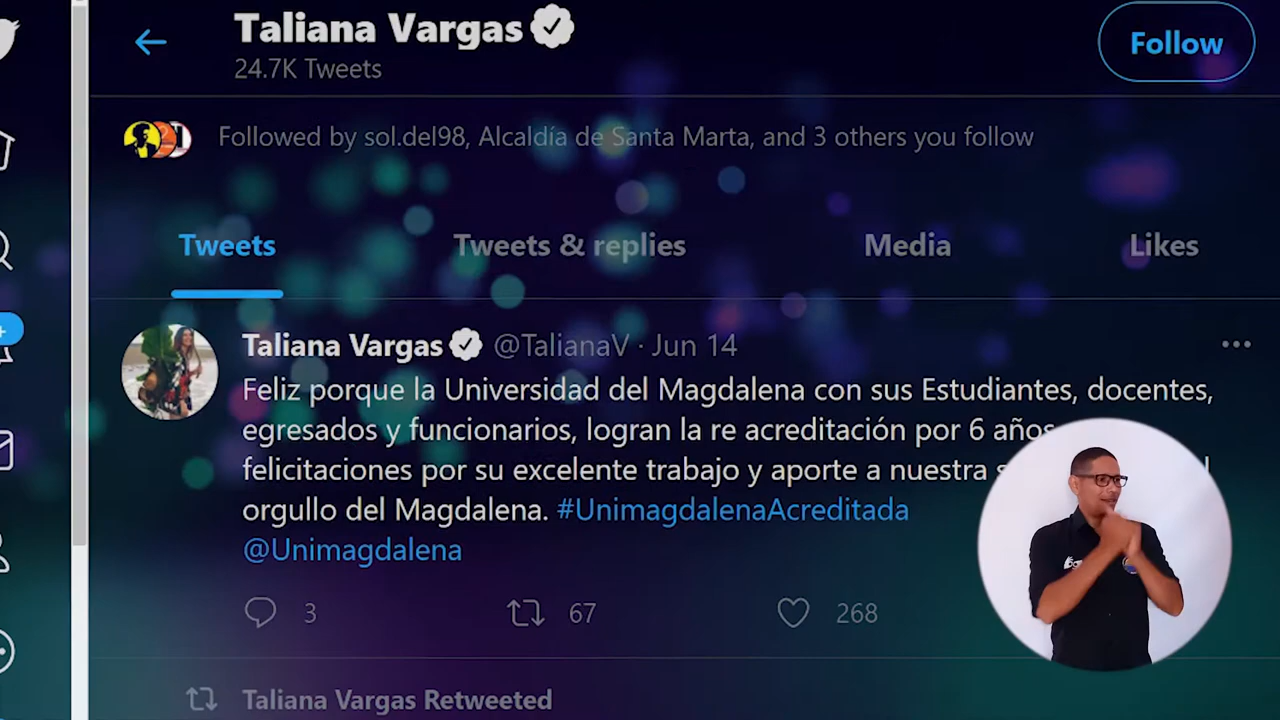 Taliana Vargas
24.7K Tweets
Follow
Followed by sol.del98, Alcaldía de Santa Marta, and 3 others you follow
Tweets Tweets & replies Media Likes
Taliana Vargas @TalianaV · Jun 14
Feliz porque la Universidad del Magdalena con sus Estudiantes, docentes,
egresados y funcionarios, logran la re acreditación por 6 años
felicitaciones por su excelente trabajo y aporte a nuestra
orgullo del Magdalena. #UnimagdalenaAcreditada
@Unimagdalena
3 67 268
Taliana Vargas Retweeted